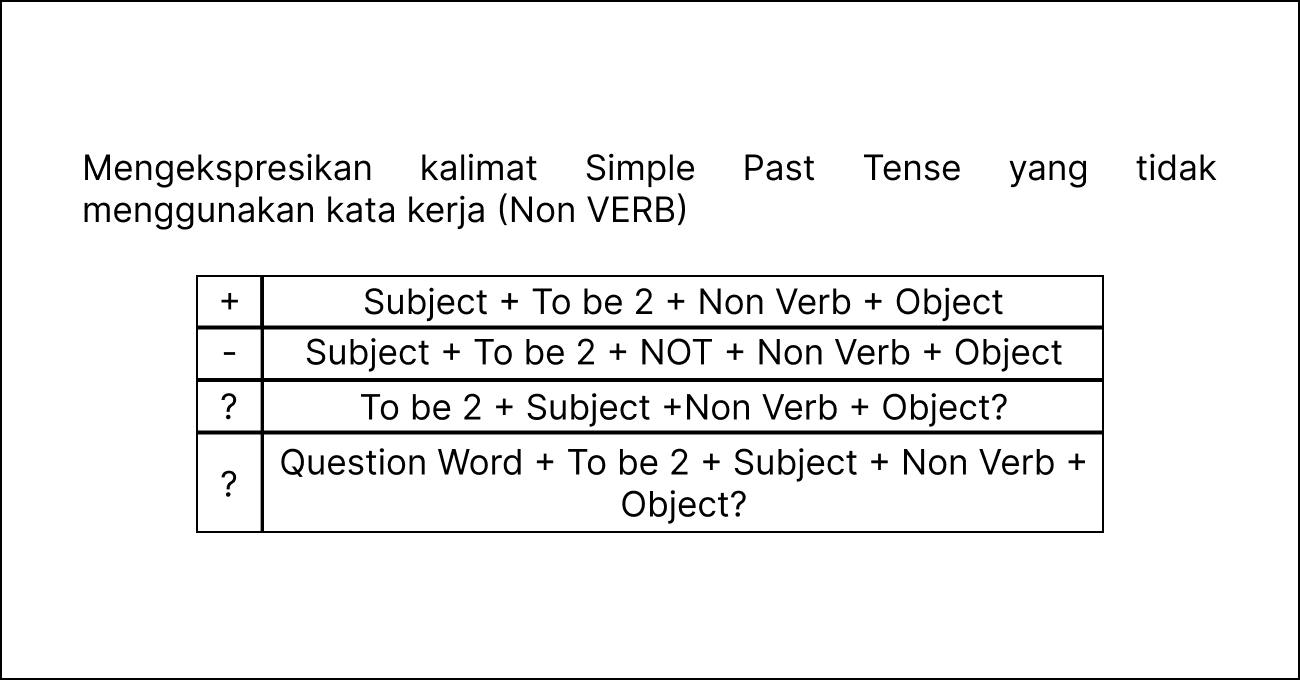 Mengekspresikan kalimat Simple Past Tense yang tidak
menggunakan kata kerja (Non VERB)
+ Subject + To be 2 + Non Verb + Object
- Subject + To be 2 + NOT + Non Verb + Object
? To be 2 + Subject +Non Verb + Object?
? Question Word + To be 2 + Subject + Non Verb +
Object?